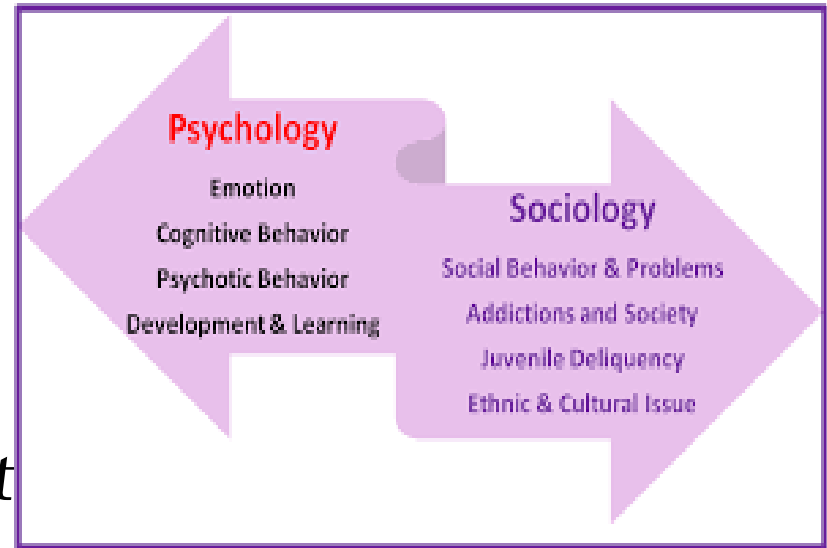 Psychology
Emotion
Cognitive Behavior
Psychotic Behavior
Development & Learning
Sociology
Social Behavior & Problems
Addictions and Society
Juvenile Deliquency
Ethnic & Cultural Issue
t